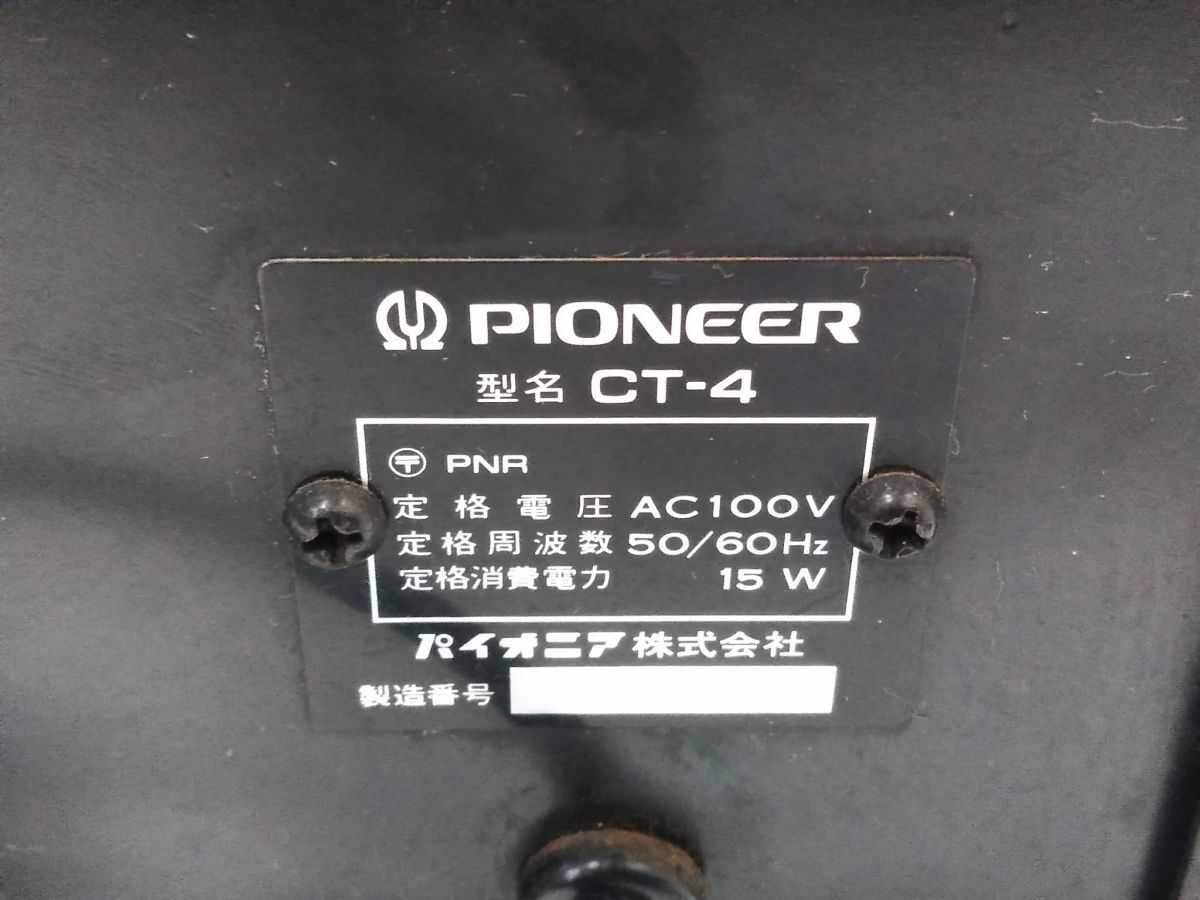 PIONEER
型名 CT-4
〶 PNR
定格電圧 AC100V
定格周波数 50/60Hz
定格消費電力 15W
パイオニア株式会社
製造番号